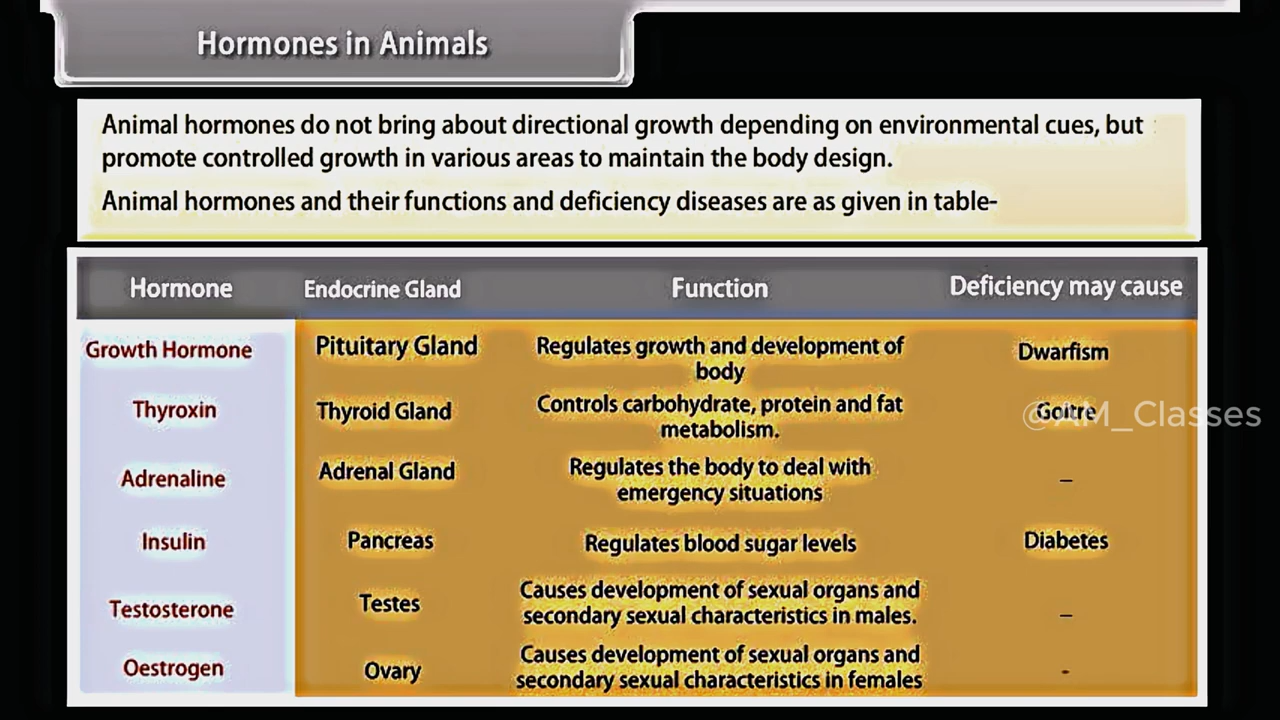 Hormones in Animals
Animal hormones do not bring about directional growth depending on environmental cues, but
promote controlled growth in various areas to maintain the body design.
Animal hormones and their functions and deficiency diseases are as given in table-
Hormone Endocrine Gland Function Deficiency may cause
Growth Hormone Pituitary Gland Regulates growth and development of
body Dwarfism
Thyroxin Thyroid Gland Controls carbohydrate, protein and fat
metabolism. Goitre
@AM_Classes
Adrenaline Adrenal Gland Regulates the body to deal with
emergency situations –
Insulin Pancreas Regulates blood sugar levels Diabetes
Testosterone Testes Causes development of sexual organs and
secondary sexual characteristics in males. –
Oestrogen Ovary Causes development of sexual organs and
secondary sexual characteristics in females -